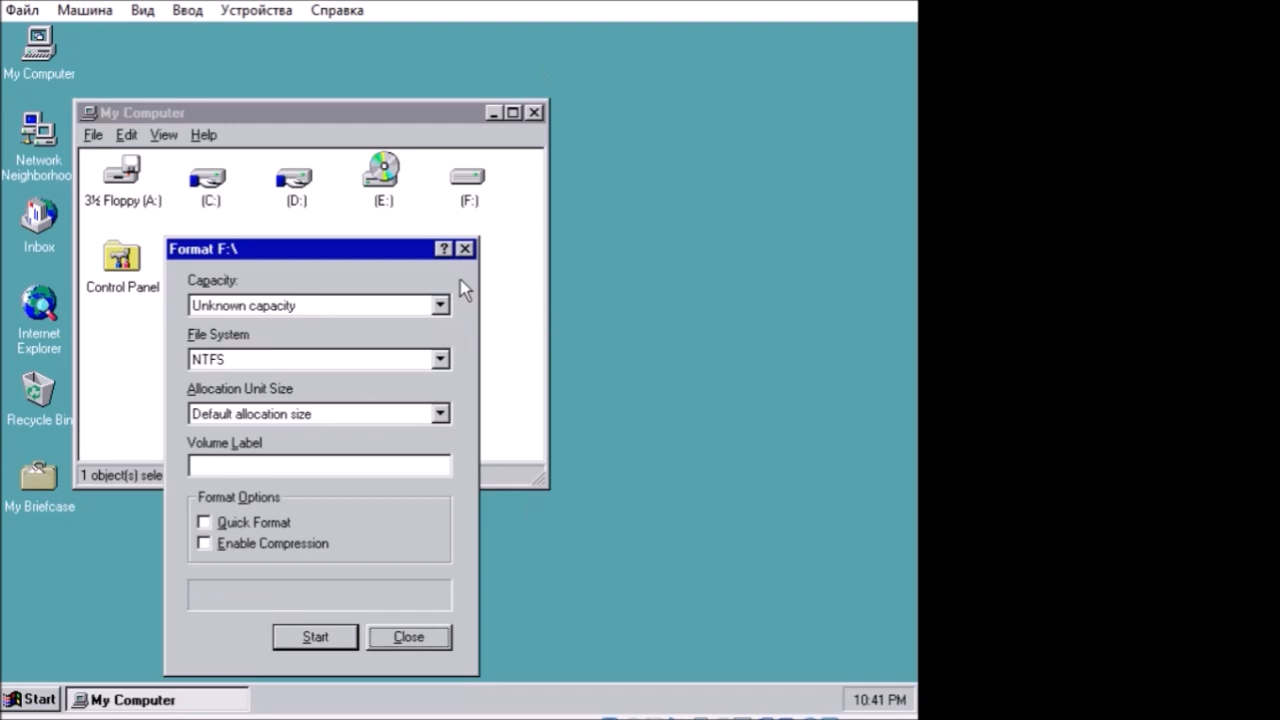 Файл Машина Вид Ввод Устройства Справка
My Computer
My Computer
File Edit View Help
Network
Neighborhoo
3½ Floppy (A:) (C:) (D:) (E:) (F:)
Inbox
Control Panel
Format F:\
Capacity:
Unknown capacity
File System
NTFS
Allocation Unit Size
Default allocation size
Volume Label
Format Options
Quick Format
Enable Compression
Start Close
Internet
Explorer
Recycle Bin
1 object(s) sele
My Briefcase
Start My Computer 10:41 PM